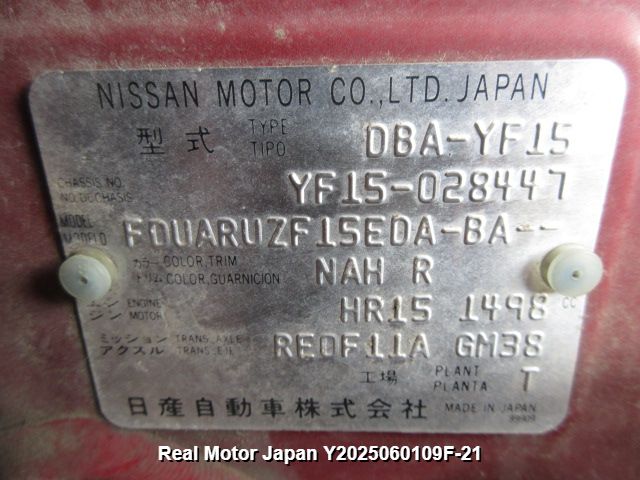 NISSAN MOTOR CO.,LTD. JAPAN
型式 TYPE TIPO DBA-YF15
CHASSIS NO. NO. DE CHASIS YF15-028447
MODEL MODELO FDUARUZF15EDA-BA--
カラー トリム COLOR,TRIM COLOR,GUARNICION NAH R
エンジン ENGINE MOTOR HR15 1498 CC
ミッション アクスル TRANS.,AXLE TRANS.,EJE RE0F11A GM38
工場 PLANT PLANTA T
日産自動車株式会社 MADE IN JAPAN
Real Motor Japan Y2025060109F-21